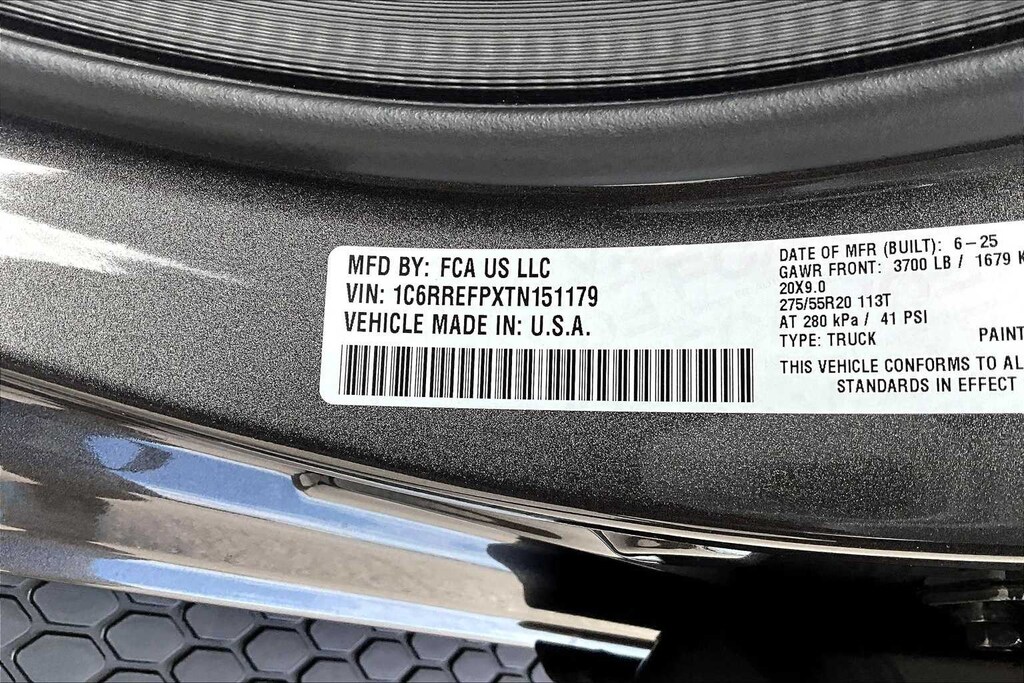 MFD BY: FCA US LLC
VIN: 1C6RREFPXTN151179
VEHICLE MADE IN: U.S.A.
DATE OF MFR (BUILT): 6-25
GAWR FRONT: 3700 LB / 1679 K
20X9.0
275/55R20 113T
AT 280 kPa / 41 PSI
TYPE: TRUCK PAINT
THIS VEHICLE CONFORMS TO AL
STANDARDS IN EFFECT